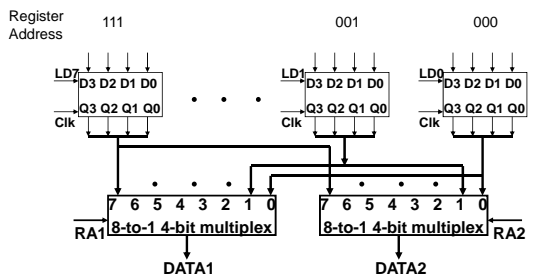 Register Address
111 001 000
LD7 D3 D2 D1 D0 LD1 D3 D2 D1 D0 LD0 D3 D2 D1 D0
Q3 Q2 Q1 Q0 Q3 Q2 Q1 Q0 Q3 Q2 Q1 Q0
Clk Clk Clk
7 6 5 4 3 2 1 0 7 6 5 4 3 2 1 0
RA1 8-to-1 4-bit multiplex 8-to-1 4-bit multiplex RA2
DATA1 DATA2